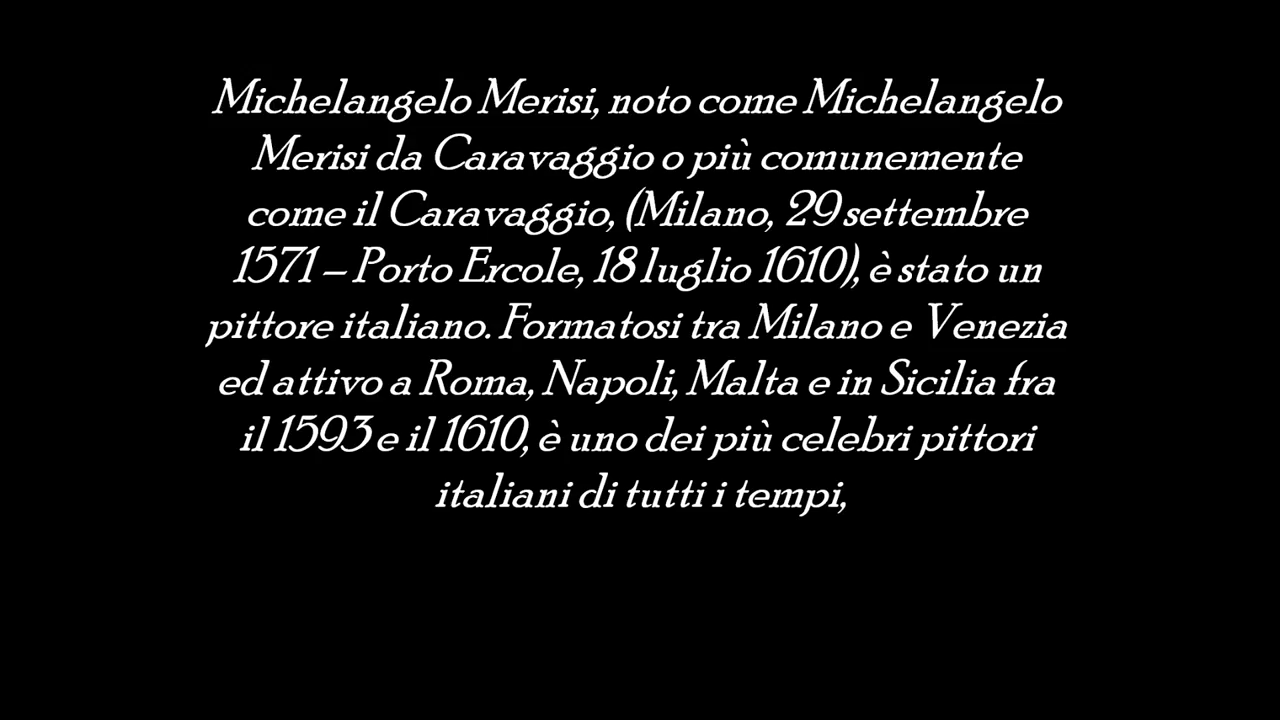 Michelangelo Merisi, noto come Michelangelo
Merisi da Caravaggio o più comunemente
come il Caravaggio, (Milano, 29 settembre
1571 – Porto Ercole, 18 luglio 1610), è stato un
pittore italiano. Formatosi tra Milano e Venezia
ed attivo a Roma, Napoli, Malta e in Sicilia fra
il 1593 e il 1610, è uno dei più celebri pittori
italiani di tutti i tempi,